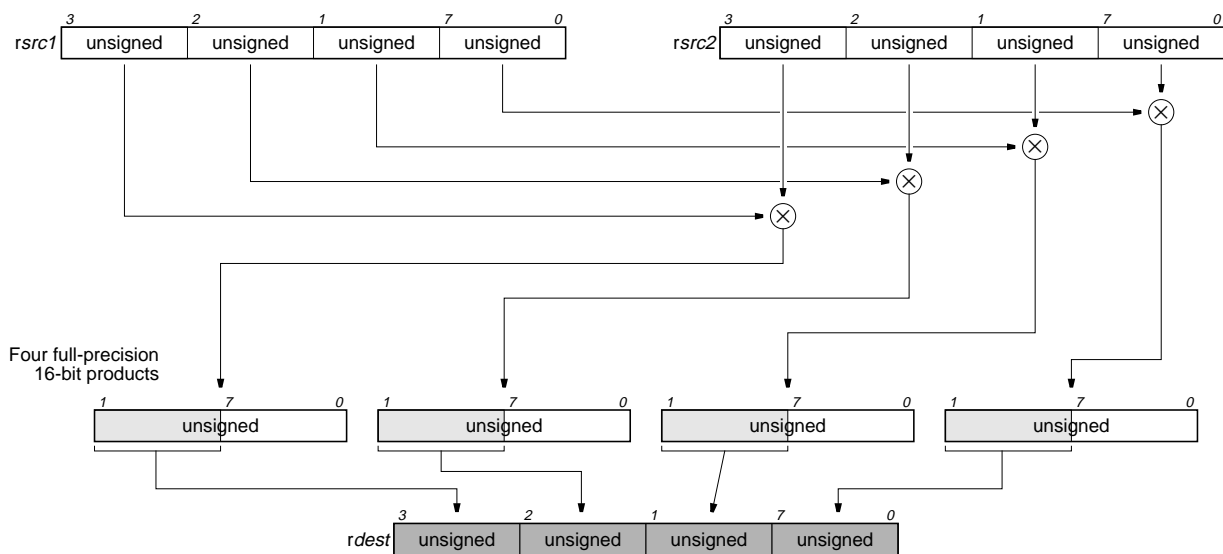 3 2 1 7 0 3 2 1 7 0
rsrc1 unsigned unsigned unsigned unsigned rsrc2 unsigned unsigned unsigned unsigned
Four full-precision
16-bit products
1 7 0 1 7 0 1 7 0 1 7 0
unsigned unsigned unsigned unsigned
3 2 1 7 0
rdest unsigned unsigned unsigned unsigned